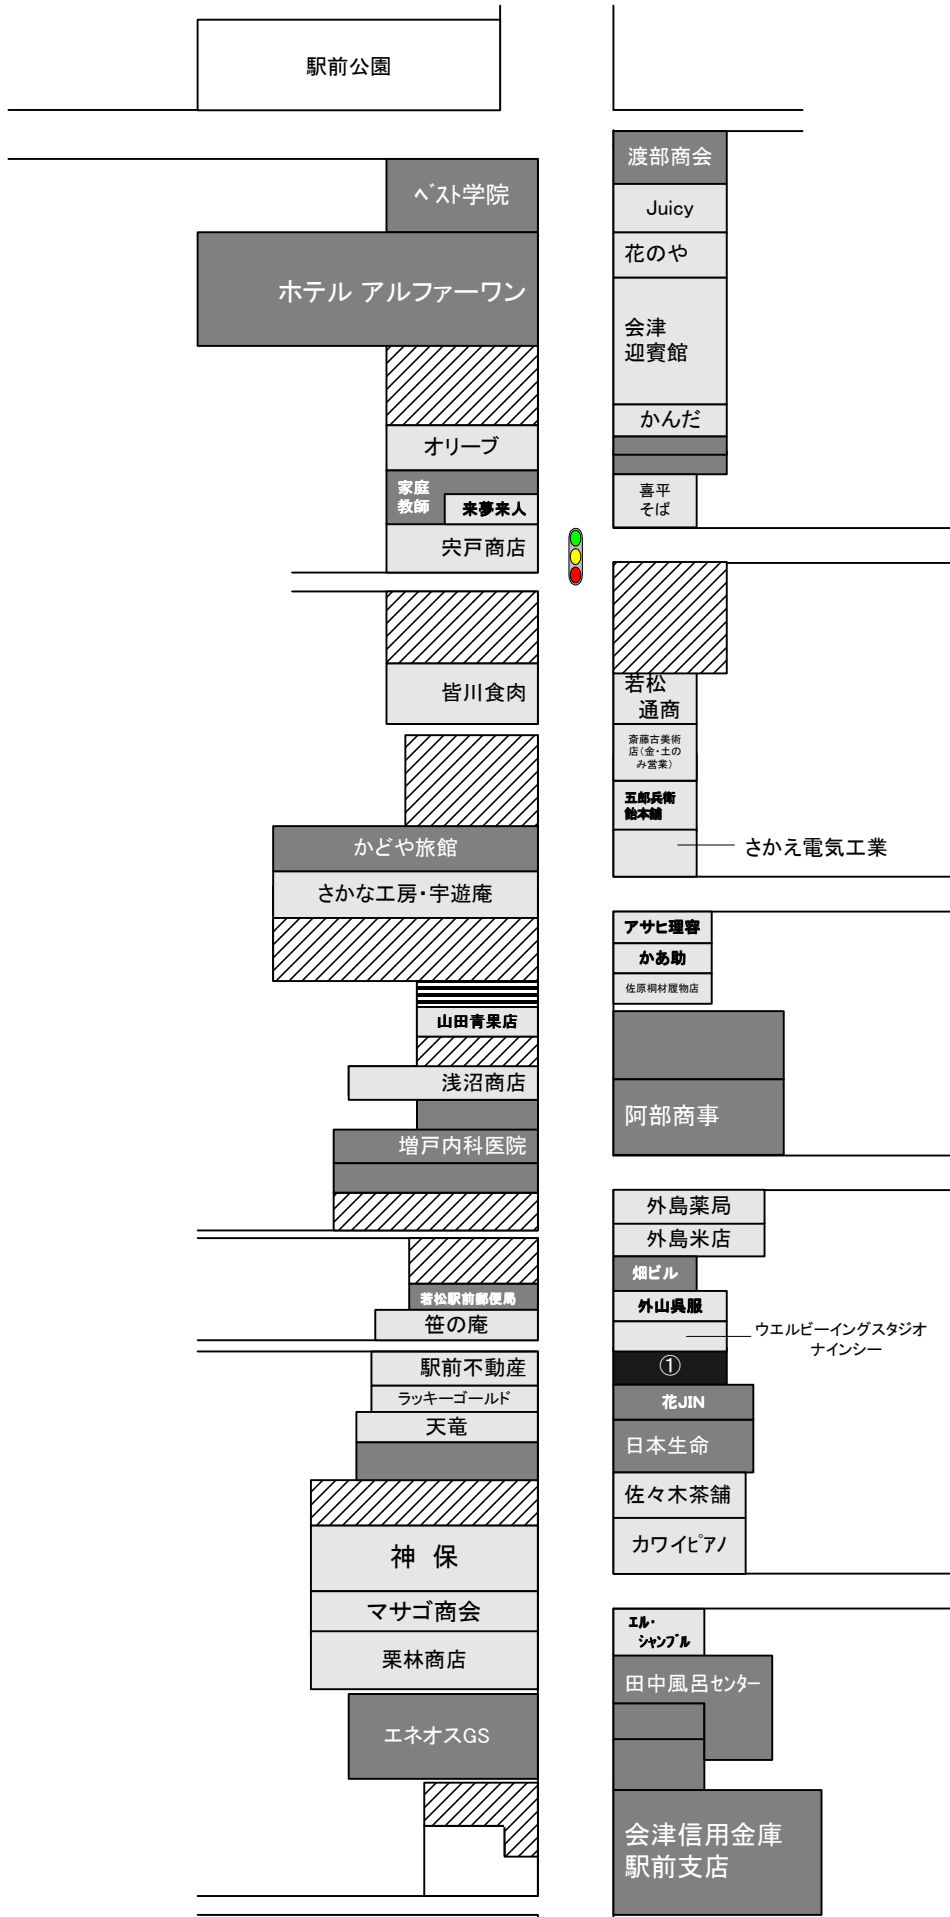 駅前公園
ベスト学院
ホテル アルファーワン
オリーブ
家庭
教師
来夢来人
宍戸商店
皆川食肉
かどや旅館
さかな工房・宇遊庵
山田青果店
浅沼商店
増戸内科医院
若松駅前郵便局
笹の庵
駅前不動産
ラッキーゴールド
天竜
神 保
マサゴ商会
栗林商店
エネオスGS
渡部商会
Juicy
花のや
会津
迎賓館
かんだ
喜平
そば
若松
通商
斎藤古美術
店(金・土の
み営業)
五郎兵衛
飴本舗
さかえ電気工業
アサヒ理容
かあ助
佐原桐材履物店
阿部商事
外島薬局
外島米店
畑ビル
外山呉服
ウエルビーイングスタジオ
ナインシー
①
花JIN
日本生命
佐々木茶舗
カワイピアノ
エル・
シャンブル
田中風呂センター
会津信用金庫
駅前支店